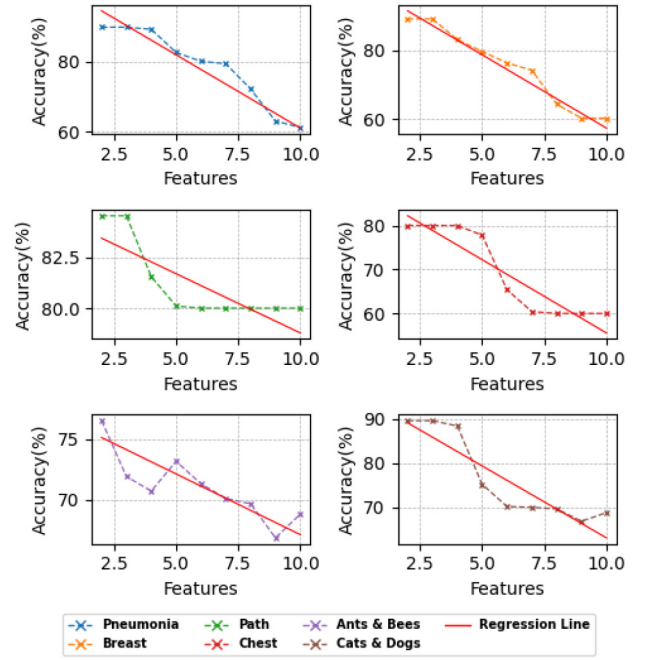 Accuracy(%)
80
60
2.5 5.0 7.5 10.0
Features
Accuracy(%)
80
60
2.5 5.0 7.5 10.0
Features
Accuracy(%)
82.5
80.0
2.5 5.0 7.5 10.0
Features
Accuracy(%)
80
70
60
2.5 5.0 7.5 10.0
Features
Accuracy(%)
75
70
2.5 5.0 7.5 10.0
Features
Accuracy(%)
90
80
70
2.5 5.0 7.5 10.0
Features
Pneumonia Path Ants & Bees Regression Line
Breast Chest Cats & Dogs